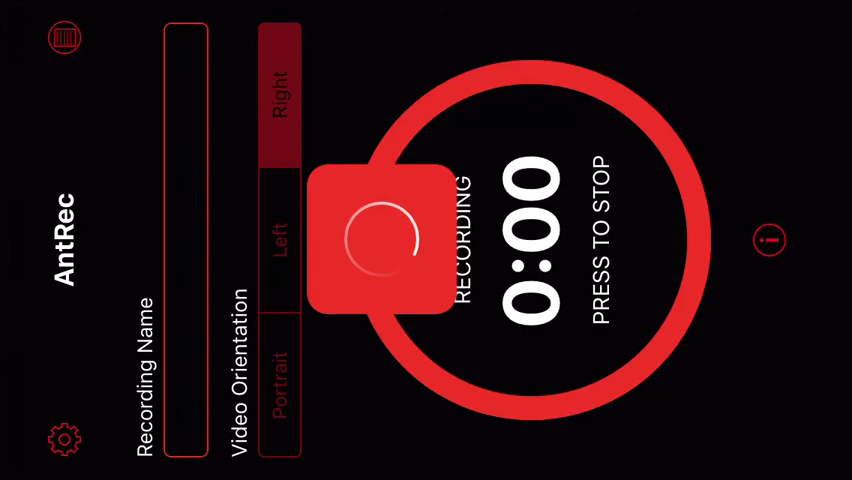 AntRec
Recording Name
Video Orientation
Portrait
Left
Right
RECORDING
0:00
PRESS TO STOP
i